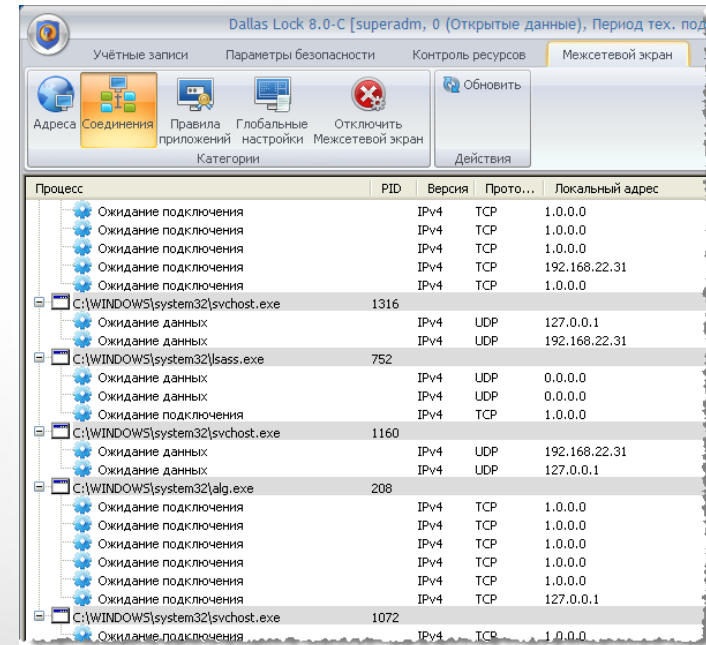 Dallas Lock 8.0-C [superadm, 0 (Открытые данные), Период тех. под
Учётные записи Параметры безопасности Контроль ресурсов Межсетевой экран
Адреса Соединения Правила приложений Глобальные настройки Отключить Межсетевой экран Обновить
Категории Действия
Процесс PID Версия Прото... Локальный адрес
Ожидание подключения IPv4 TCP 1.0.0.0
Ожидание подключения IPv4 TCP 1.0.0.0
Ожидание подключения IPv4 TCP 1.0.0.0
Ожидание подключения IPv4 TCP 192.168.22.31
Ожидание подключения IPv4 TCP 1.0.0.0
C:\WINDOWS\system32\svchost.exe 1316
Ожидание данных IPv4 UDP 127.0.0.1
Ожидание данных IPv4 UDP 192.168.22.31
C:\WINDOWS\system32\lsass.exe 752
Ожидание данных IPv4 UDP 0.0.0.0
Ожидание данных IPv4 UDP 0.0.0.0
Ожидание подключения IPv4 TCP 1.0.0.0
C:\WINDOWS\system32\svchost.exe 1160
Ожидание данных IPv4 UDP 192.168.22.31
Ожидание данных IPv4 UDP 127.0.0.1
C:\WINDOWS\system32\alg.exe 208
Ожидание подключения IPv4 TCP 1.0.0.0
Ожидание подключения IPv4 TCP 1.0.0.0
Ожидание подключения IPv4 TCP 1.0.0.0
Ожидание подключения IPv4 TCP 1.0.0.0
Ожидание подключения IPv4 TCP 1.0.0.0
Ожидание подключения IPv4 TCP 127.0.0.1
C:\WINDOWS\system32\svchost.exe 1072
Ожидание подключения IPv4 TCP 1.0.0.0